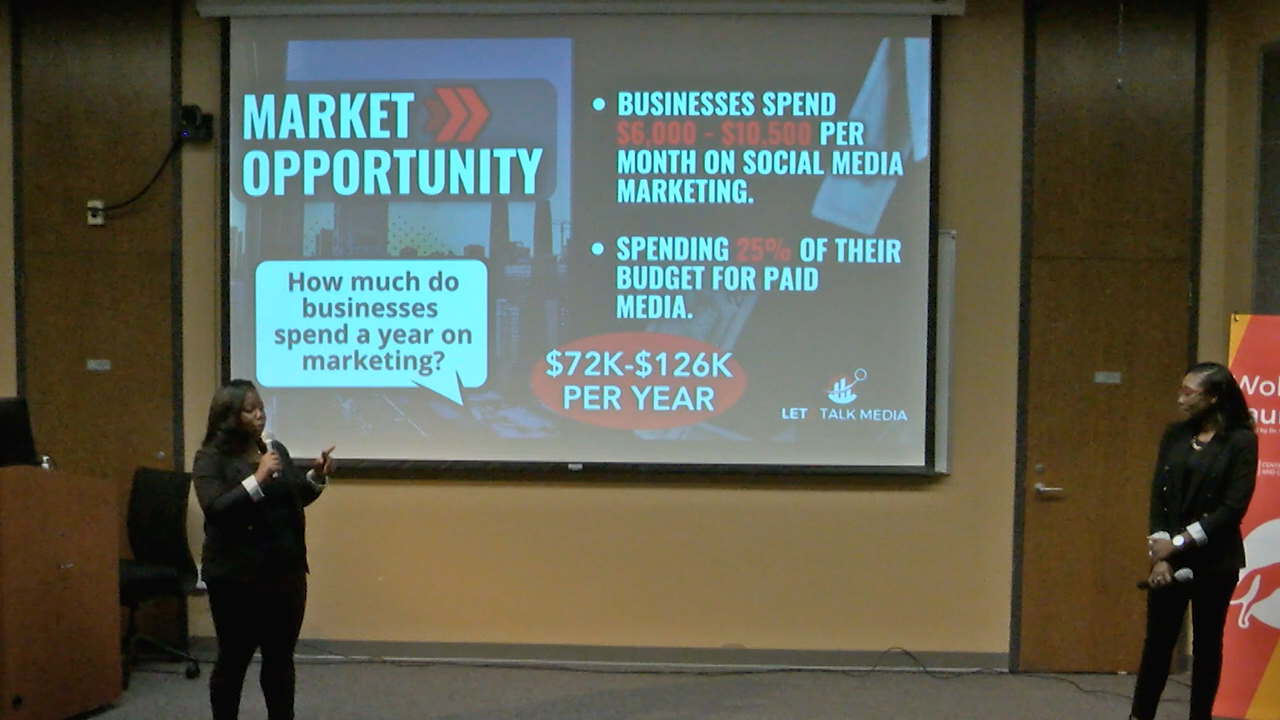 MARKET
OPPORTUNITY
How much do
businesses
spend a year on
marketing?
BUSINESSES SPEND
$6,000 - $10,500 PER
MONTH ON SOCIAL MEDIA
MARKETING.
SPENDING 25% OF THEIR
BUDGET FOR PAID
MEDIA.
$72K-$126K
PER YEAR
LET TALK MEDIA